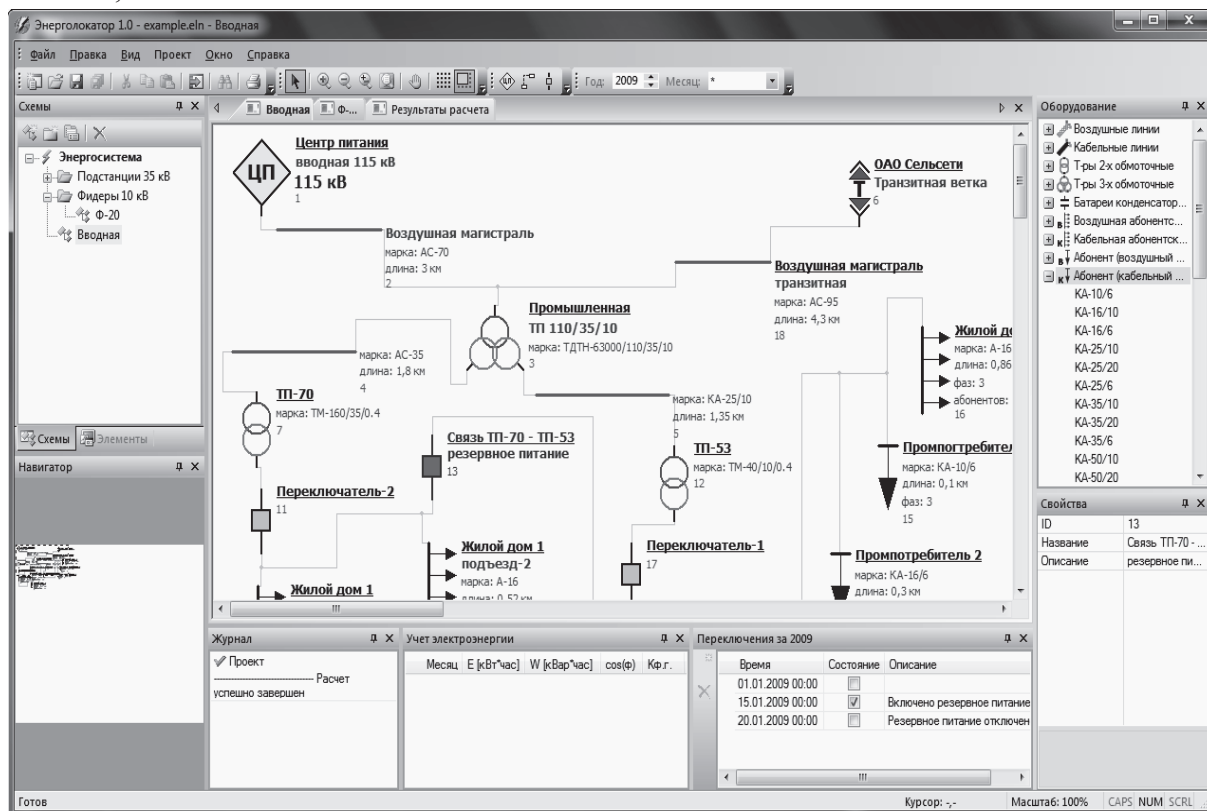 Энерголокатор 1.0 - example.eln - Вводная
Файл Правка Вид Проект Окно Справка
Год: 2009 Месяц: *
Схемы
Энергосистема
Подстанции 35 кВ
Фидеры 10 кВ
Ф-20
Вводная
Схемы Элементы
Навигатор
Вводная Ф-... Результаты расчета
ЦП
Центр питания
вводная 115 кВ
115 кВ
1
ОАО Сельсети
Транзитная ветка
6
Воздушная магистраль
марка: АС-70
длина: 3 км
2
Воздушная магистраль
транзитная
марка: АС-95
длина: 4,3 км
18
Промышленная
ТП 110/35/10
марка: ТДТН-63000/110/35/10
3
марка: АС-35
длина: 1,8 км
4
Жилой до
марка: А-16
длина: 0,86
фаз: 3
абонентов:
16
ТП-70
марка: ТМ-160/35/0.4
7
марка: КА-25/10
длина: 1,35 км
5
Связь ТП-70 - ТП-53
резервное питание
13
ТП-53
марка: ТМ-40/10/0.4
12
Промпогребител
марка: КА-10/6
длина: 0,1 км
фаз: 3
15
Переключатель-2
11
Переключатель-1
17
Жилой дом 1
подъезд-2
марка: А-16
длина: 0,52 км
Промпотребитель 2
марка: КА-16/6
длина: 0,3 км
Жилой дом 1
Оборудование
Воздушные линии
Кабельные линии
Т-ры 2-х обмоточные
Т-ры 3-х обмоточные
Батареи конденсатор...
Воздушная абонентс...
Кабельная абонентск...
Абонент (воздушный ...
Абонент (кабельный ...
КА-10/6
КА-16/10
КА-16/6
КА-25/10
КА-25/20
КА-25/6
КА-35/10
КА-35/20
КА-35/6
КА-50/10
КА-50/20
Свойства
ID 13
Название Связь ТП-70 - ...
Описание резервное пи...
Журнал
Проект
Расчет
успешно завершен
Учет электроэнергии
Месяц E [кВт*час] W [кВар*час] cos(ф) Кф.г.
Переключения за 2009
Время Состояние Описание
01.01.2009 00:00
15.01.2009 00:00 Включено резервное питание
20.01.2009 00:00 Резервное питание отключен
Готов
Курсор: -,- Масштаб: 100% CAPS NUM SCRL